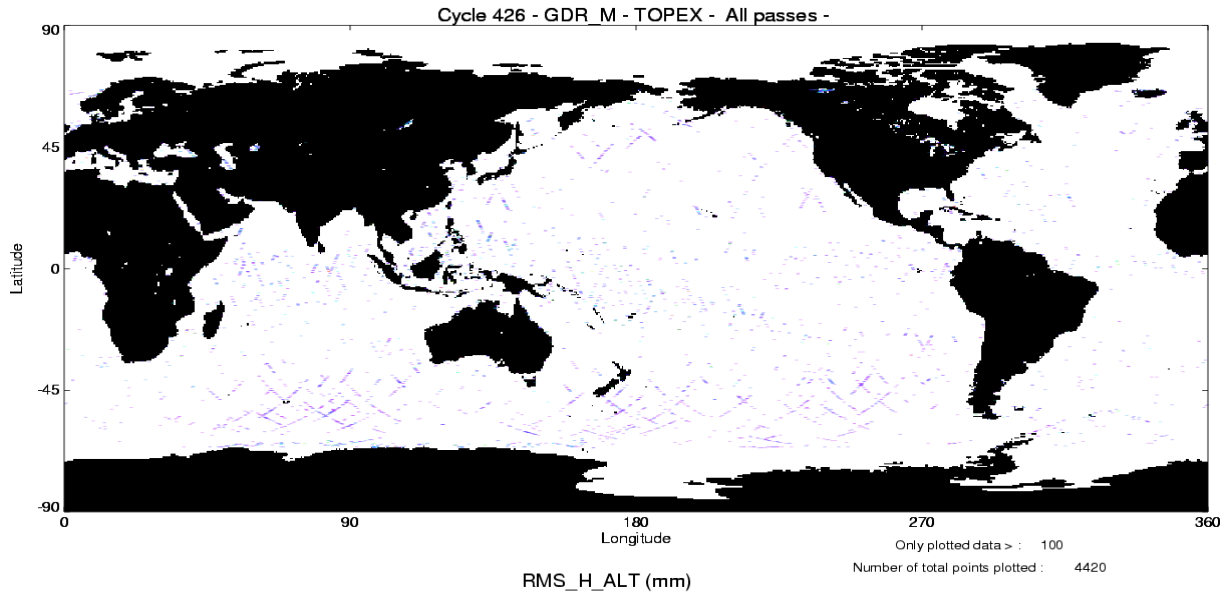 Cycle 426 - GDR_M - TOPEX - All passes -
90
45
0
-45
-90
Latitude
0 90 180 270 360
Longitude
Only plotted data > : 100
Number of total points plotted : 4420
RMS_H_ALT (mm)